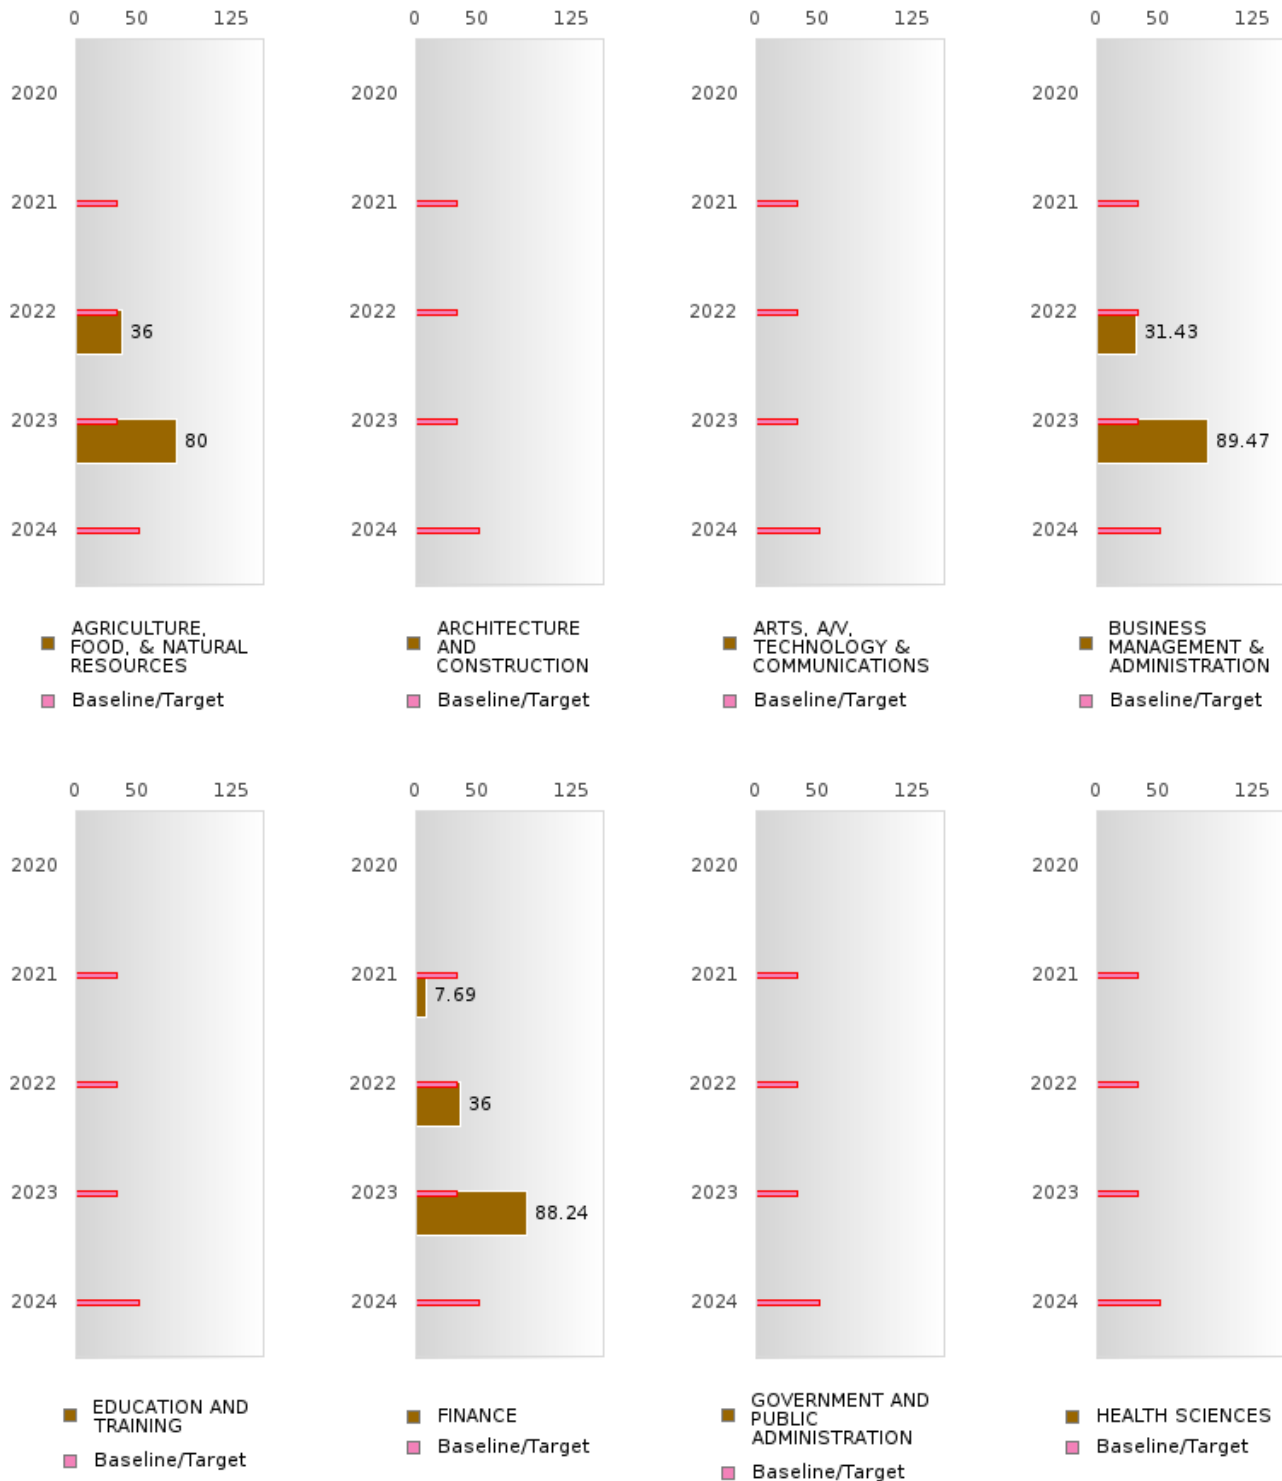 0 50 125 0 50 125 0 50 125 0 50 125
2020 2020 2020 2020
2021 2021 2021 2021
2022 2022 2022 2022
36 31.43
2023 2023 2023 2023
80 89.47
2024 2024 2024 2024
AGRICULTURE,
FOOD, & NATURAL
RESOURCES
Baseline/Target
ARCHITECTURE
AND
CONSTRUCTION
Baseline/Target
ARTS, A/V,
TECHNOLOGY &
COMMUNICATIONS
Baseline/Target
BUSINESS
MANAGEMENT &
ADMINISTRATION
Baseline/Target
0 50 125 0 50 125 0 50 125 0 50 125
2020 2020 2020 2020
2021 2021 2021 2021
7.69
2022 2022 2022 2022
36
2023 2023 2023 2023
88.24
2024 2024 2024 2024
EDUCATION AND
TRAINING
Baseline/Target
FINANCE
Baseline/Target
GOVERNMENT AND
PUBLIC
ADMINISTRATION
Baseline/Target
HEALTH SCIENCES
Baseline/Target